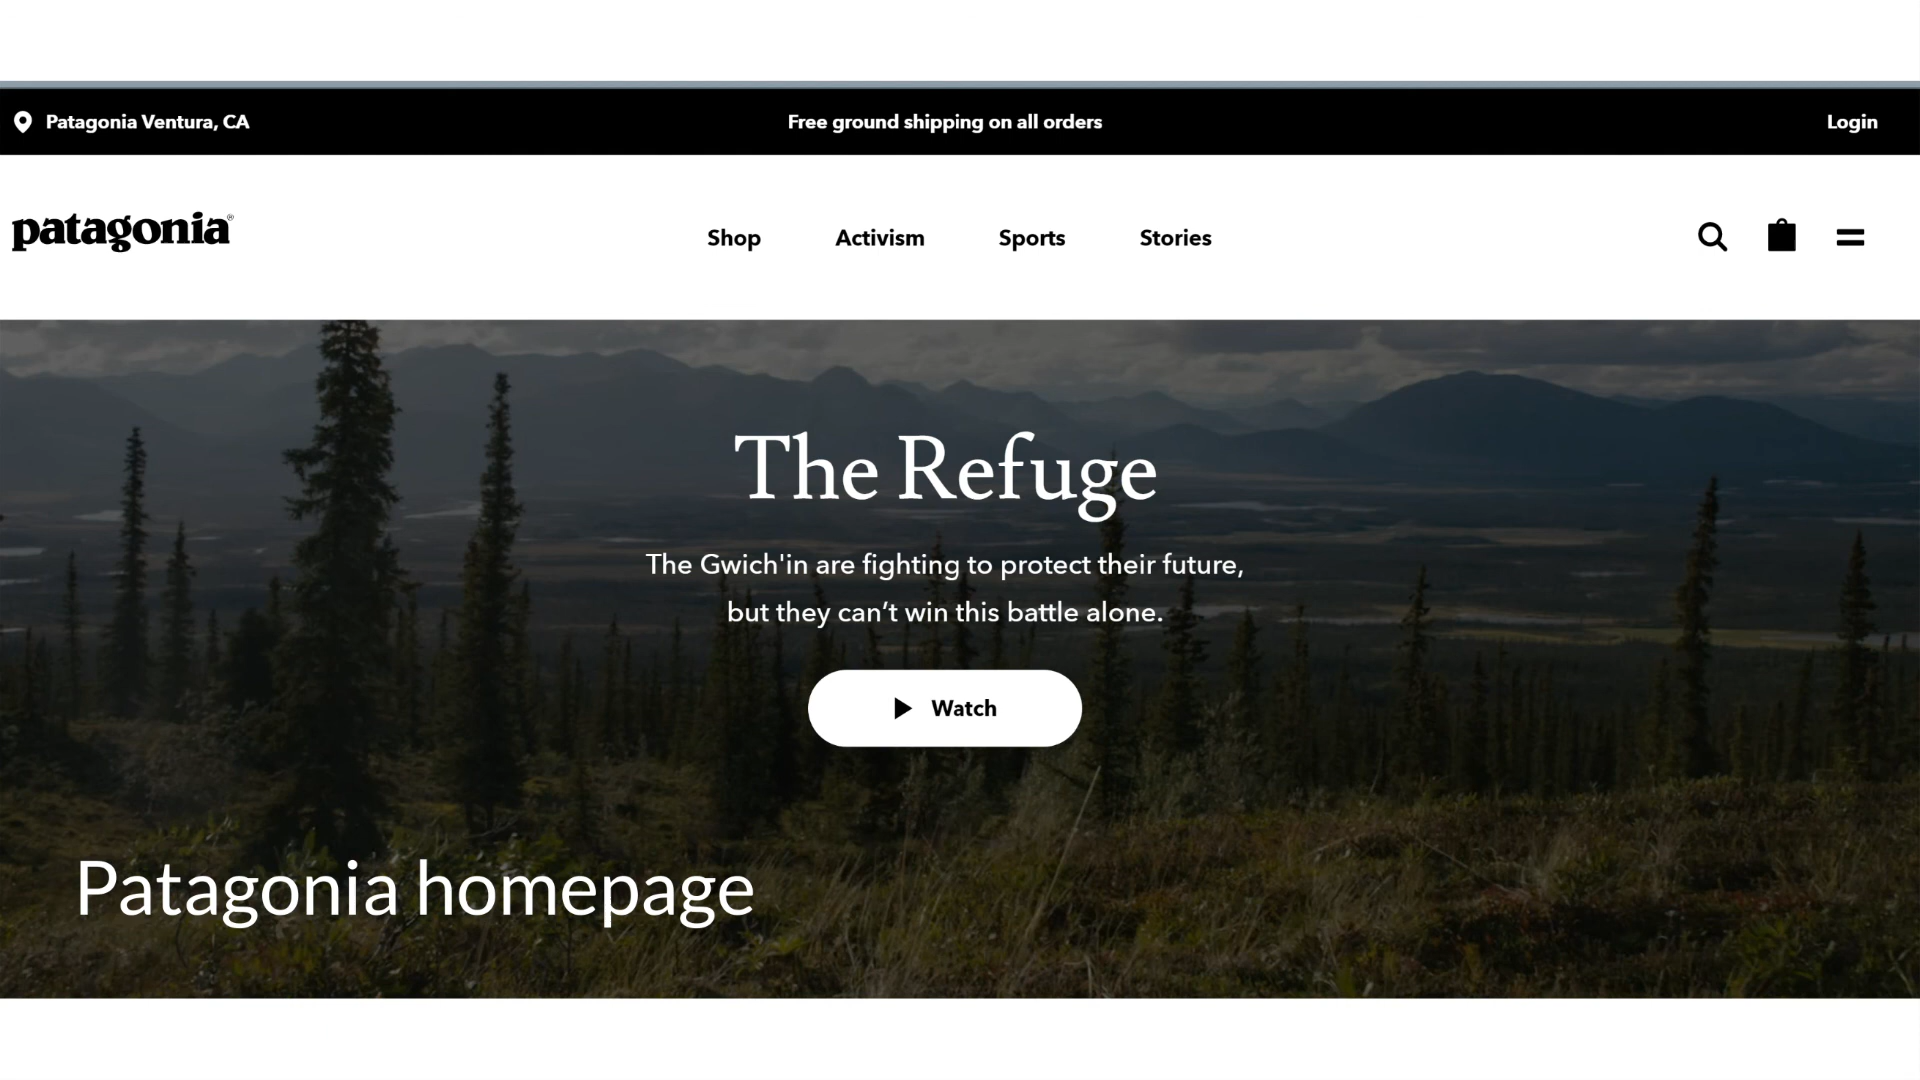 Patagonia Ventura, CA
Free ground shipping on all orders
Login
patagonia®
Shop
Activism
Sports
Stories
The Refuge
The Gwich'in are fighting to protect their future,
but they can’t win this battle alone.
Watch
Patagonia homepage